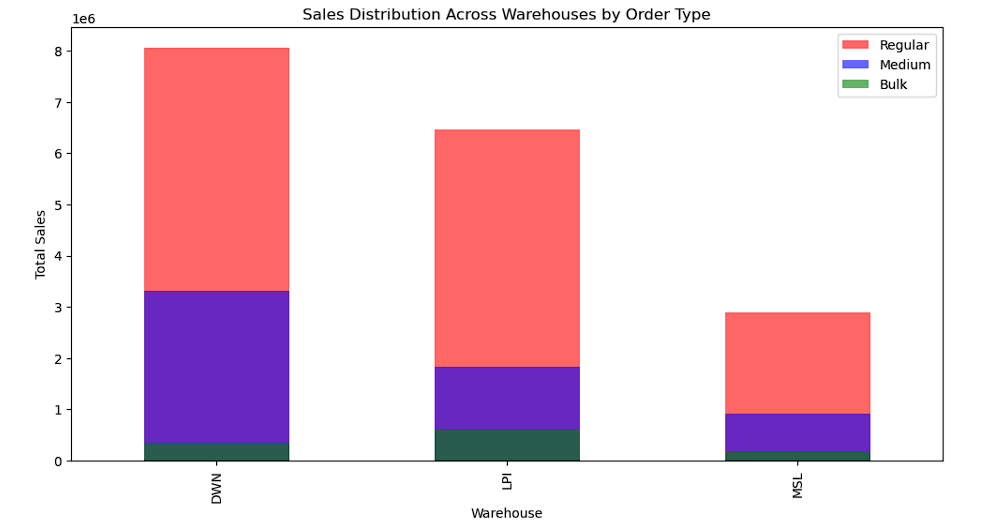 Sales Distribution Across Warehouses by Order Type
1e6
8
7
6
5
4
3
2
1
0
Total Sales
Regular
Medium
Bulk
DWN
LPI
MSL
Warehouse